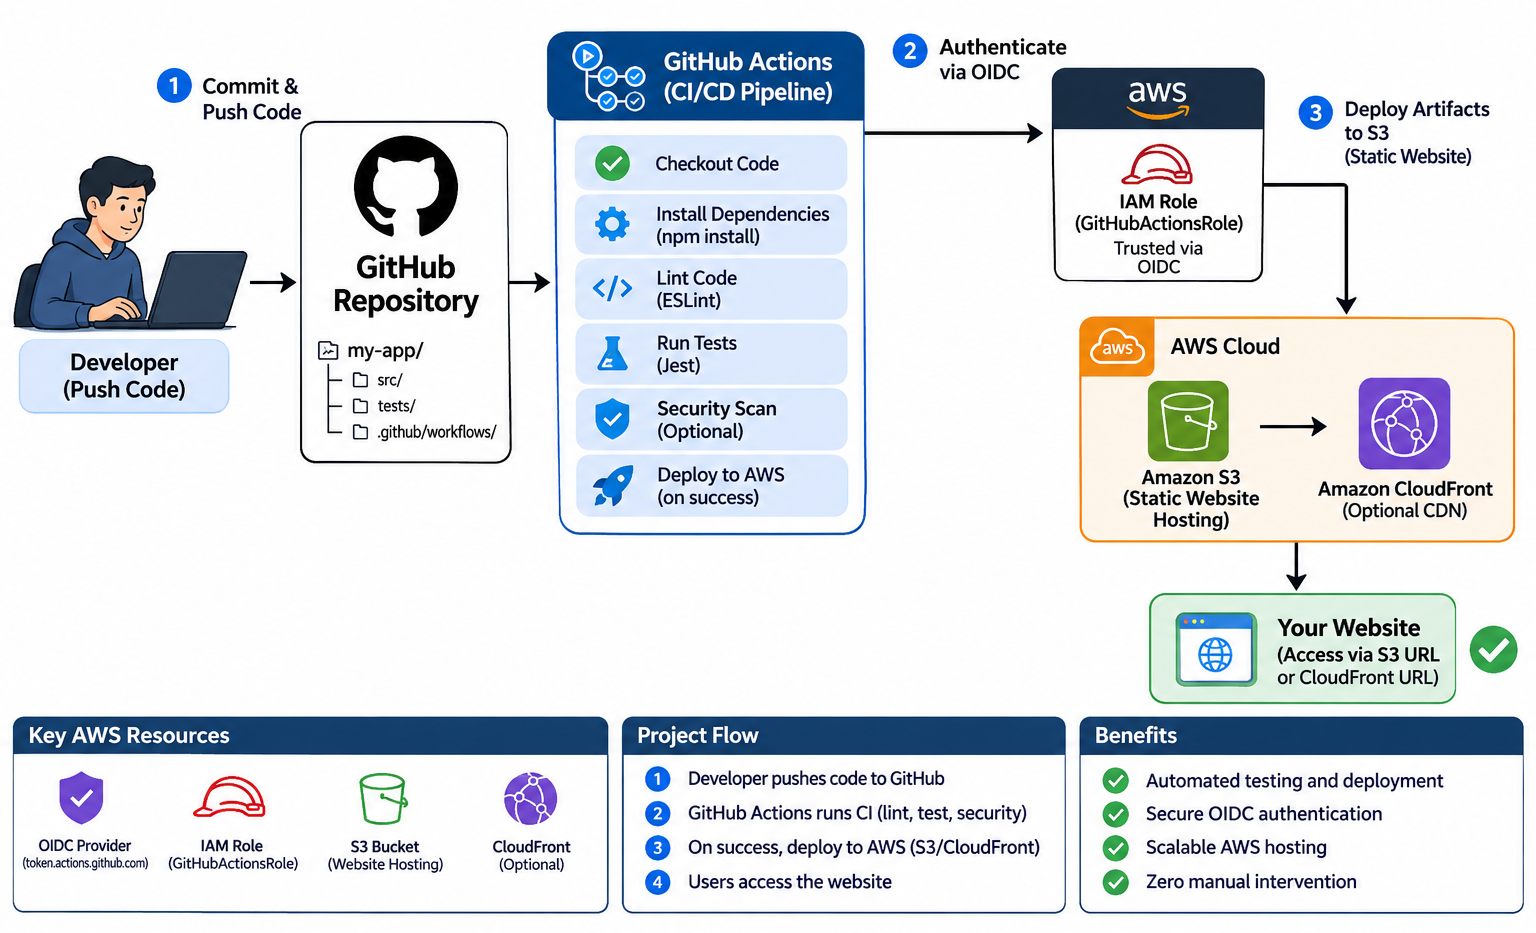 1 Commit &
Push Code
Developer
(Push Code)
GitHub
Repository
my-app/
src/
tests/
.github/workflows/
GitHub Actions
(CI/CD Pipeline)
Checkout Code
Install Dependencies
(npm install)
Lint Code
(ESLint)
Run Tests
(Jest)
Security Scan
(Optional)
Deploy to AWS
(on success)
2 Authenticate
via OIDC
aws
IAM Role
(GitHubActionsRole)
Trusted via
OIDC
3 Deploy Artifacts
to S3
(Static Website)
aws
AWS Cloud
Amazon S3
(Static Website
Hosting)
Amazon CloudFront
(Optional CDN)
Your Website
(Access via S3 URL
or CloudFront URL)
Key AWS Resources
OIDC Provider
(token.actions.github.com)
IAM Role
(GitHubActionsRole)
S3 Bucket
(Website Hosting)
CloudFront
(Optional)
Project Flow
1 Developer pushes code to GitHub
2 GitHub Actions runs CI (lint, test, security)
3 On success, deploy to AWS (S3/CloudFront)
4 Users access the website
Benefits
Automated testing and deployment
Secure OIDC authentication
Scalable AWS hosting
Zero manual intervention